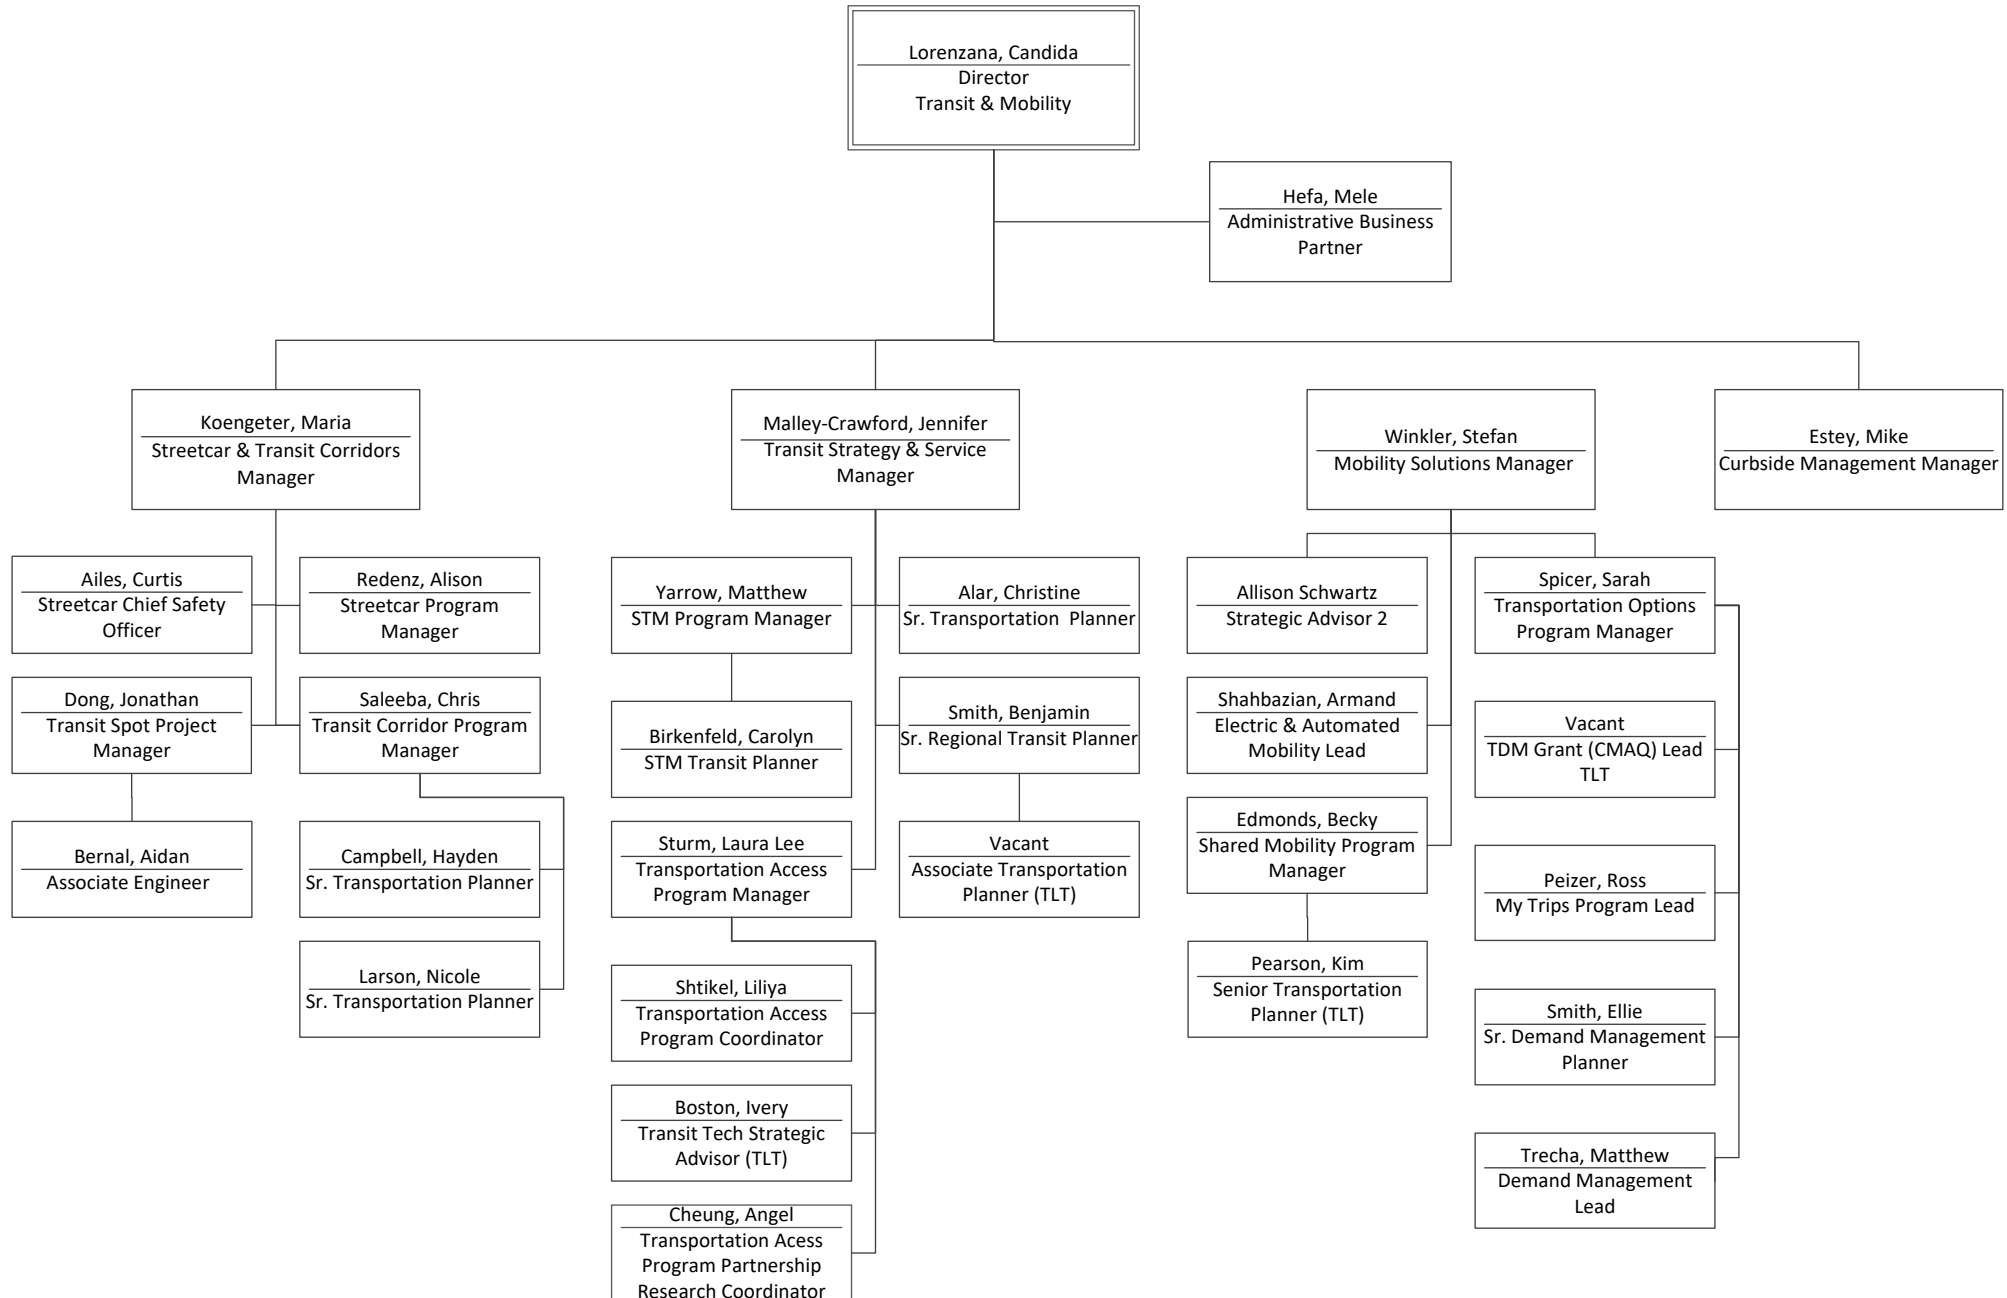 Lorenzana, Candida
Director
Transit & Mobility
Hefa, Mele
Administrative Business
Partner
Koengeter, Maria
Streetcar & Transit Corridors
Manager
Malley-Crawford, Jennifer
Transit Strategy & Service
Manager
Winkler, Stefan
Mobility Solutions Manager
Estey, Mike
Curbside Management Manager
Ailes, Curtis
Streetcar Chief Safety
Officer
Redenz, Alison
Streetcar Program
Manager
Dong, Jonathan
Transit Spot Project
Manager
Saleeba, Chris
Transit Corridor Program
Manager
Bernal, Aidan
Associate Engineer
Campbell, Hayden
Sr. Transportation Planner
Larson, Nicole
Sr. Transportation Planner
Yarrow, Matthew
STM Program Manager
Alar, Christine
Sr. Transportation  Planner
Birkenfeld, Carolyn
STM Transit Planner
Smith, Benjamin
Sr. Regional Transit Planner
Sturm, Laura Lee
Transportation Access
Program Manager
Vacant
Associate Transportation
Planner (TLT)
Shtikel, Liliya
Transportation Access
Program Coordinator
Boston, Ivery
Transit Tech Strategic
Advisor (TLT)
Cheung, Angel
Transportation Acess
Program Partnership
Research Coordinator
Allison Schwartz
Strategic Advisor 2
Shahbazian, Armand
Electric & Automated
Mobility Lead
Edmonds, Becky
Shared Mobility Program
Manager
Pearson, Kim
Senior Transportation
Planner (TLT)
Spicer, Sarah
Transportation Options
Program Manager
Vacant
TDM Grant (CMAQ) Lead
TLT
Peizer, Ross
My Trips Program Lead
Smith, Ellie
Sr. Demand Management
Planner
Trecha, Matthew
Demand Management
Lead